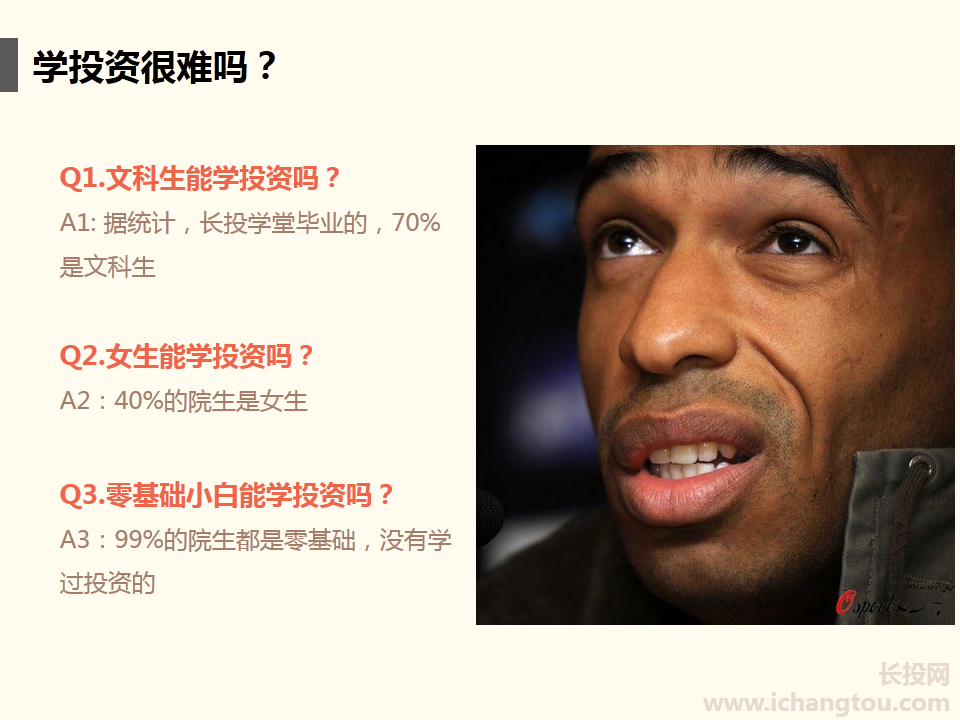 学投资很难吗？
Q1.文科生能学投资吗？
A1: 据统计，长投学堂毕业的，70%
是文科生
Q2.女生能学投资吗？
A2：40%的院生是女生
Q3.零基础小白能学投资吗？
A3：99%的院生都是零基础，没有学
过投资的
Osports
长投网
www.ichangtou.com